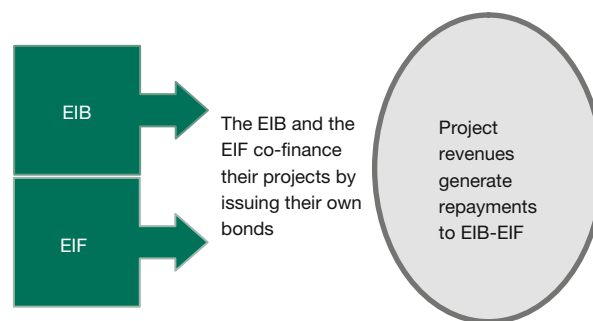 EIB
The EIB and the
EIF co-finance
their projects by
issuing their own
bonds
EIF
Project
revenues
generate
repayments
to EIB-EIF